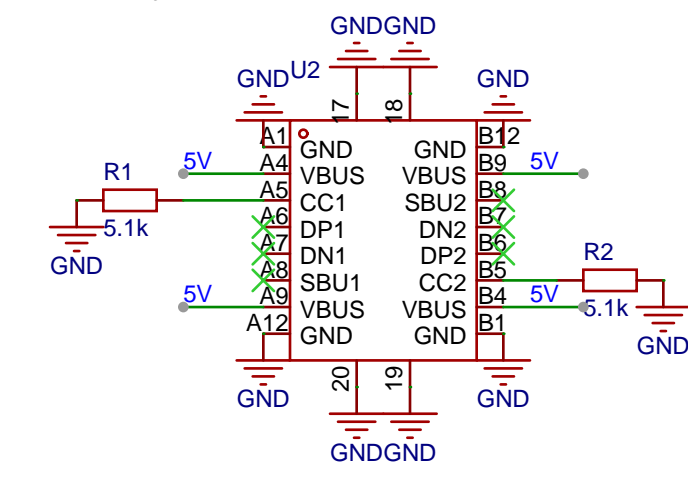 GNDGND
GND U2 GND
17 18
A1 GND GND B12
5V A4 VBUS VBUS B9 5V
R1 A5 CC1 SBU2 B8
5.1k A6 DP1 DN2 B7
GND A7 DN1 DP2 B6
A8 SBU1 CC2 B5 R2
5V A9 VBUS VBUS B4 5V 5.1k
A12 GND GND B1
GND
20 19
GND GND
GNDGND